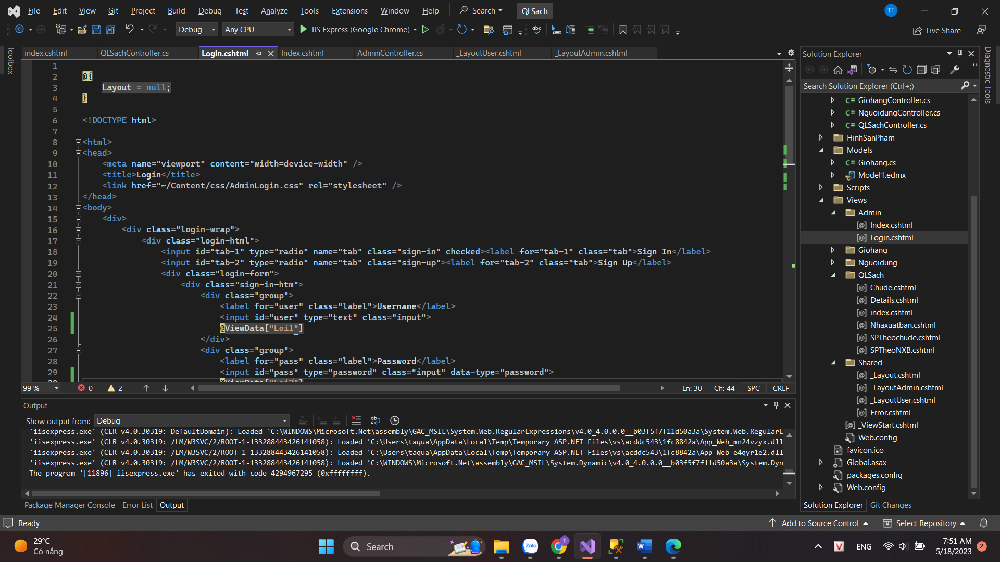 File Edit View Git Project Build Debug Test Analyze Tools Extensions Window Help Search QLSach TT
Debug Any CPU IIS Express (Google Chrome) Live Share
Toolbox
index.cshtml QLSachController.cs Login.cshtml Index.cshtml AdminController.cs _LayoutUser.cshtml _LayoutAdmin.cshtml
1
2 @{
3 Layout = null;
4 }
5
6 <!DOCTYPE html>
7
8 <html>
9 <head>
10 <meta name="viewport" content="width=device-width" />
11 <title>Login</title>
12 <link href="~/Content/css/AdminLogin.css" rel="stylesheet" />
13 </head>
14 <body>
15 <div>
16 <div class="login-wrap">
17 <div class="login-html">
18 <input id="tab-1" type="radio" name="tab" class="sign-in" checked><label for="tab-1" class="tab">Sign In</label>
19 <input id="tab-2" type="radio" name="tab" class="sign-up"><label for="tab-2" class="tab">Sign Up</label>
20 <div class="login-form">
21 <div class="sign-in-htm">
22 <div class="group">
23 <label for="user" class="label">Username</label>
24 <input id="user" type="text" class="input">
25 @ViewData["Loi1"]
26 </div>
27 <div class="group">
28 <label for="pass" class="label">Password</label>
29 <input id="pass" type="password" class="input" data-type="password">
99 % 0 2 Ln: 30 Ch: 44 SPC CRLF
Output
Show output from: Debug
'iisexpress.exe' (CLR v4.0.30319: DefaultDomain): Loaded 'C:\WINDOWS\Microsoft.Net\assembly\GAC_MSIL\System.Web.RegularExpressions\v4.0_4.0.0.0__b03f5f7f11d50a3a\System.Web.RegularE
'iisexpress.exe' (CLR v4.0.30319: /LM/W3SVC/2/ROOT-1-133288443426141058): Loaded 'C:\Users\taqua\AppData\Local\Temp\Temporary ASP.NET Files\vs\acddc543\1fc8842a\App_Web_mn24vzyx.dll
'iisexpress.exe' (CLR v4.0.30319: /LM/W3SVC/2/ROOT-1-133288443426141058): Loaded 'C:\Users\taqua\AppData\Local\Temp\Temporary ASP.NET Files\vs\acddc543\1fc8842a\App_Web_e4qyr1e2.dll
'iisexpress.exe' (CLR v4.0.30319: /LM/W3SVC/2/ROOT-1-133288443426141058): Loaded 'C:\WINDOWS\Microsoft.Net\assembly\GAC_MSIL\System.Dynamic\v4.0_4.0.0.0__b03f5f7f11d50a3a\System.Dyn
The program '[11896] iisexpress.exe' has exited with code 4294967295 (0xffffffff).
Package Manager Console Error List Output
Solution Explorer
Search Solution Explorer (Ctrl+;)
C# GiohangController.cs
C# NguoidungController.cs
C# QLSachController.cs
HinhSanPham
Models
C# Giohang.cs
Model1.edmx
Scripts
Views
Admin
[@] Index.cshtml
[@] Login.cshtml
Giohang
Nguoidung
QLSach
[@] Chude.cshtml
[@] Details.cshtml
[@] index.cshtml
[@] Nhaxuatban.cshtml
[@] SPTheochude.cshtml
[@] SPTheoNXB.cshtml
Shared
[@] _Layout.cshtml
[@] _LayoutAdmin.cshtml
[@] _LayoutUser.cshtml
[@] Error.cshtml
[@] _ViewStart.cshtml
Web.config
favicon.ico
Global.asax
packages.config
Web.config
Solution Explorer Git Changes
Diagnostic Tools
Ready Add to Source Control Select Repository
29°C
Có nắng
Search
Zalo
T
W
V
ENG
7:51 AM
5/18/2023
2